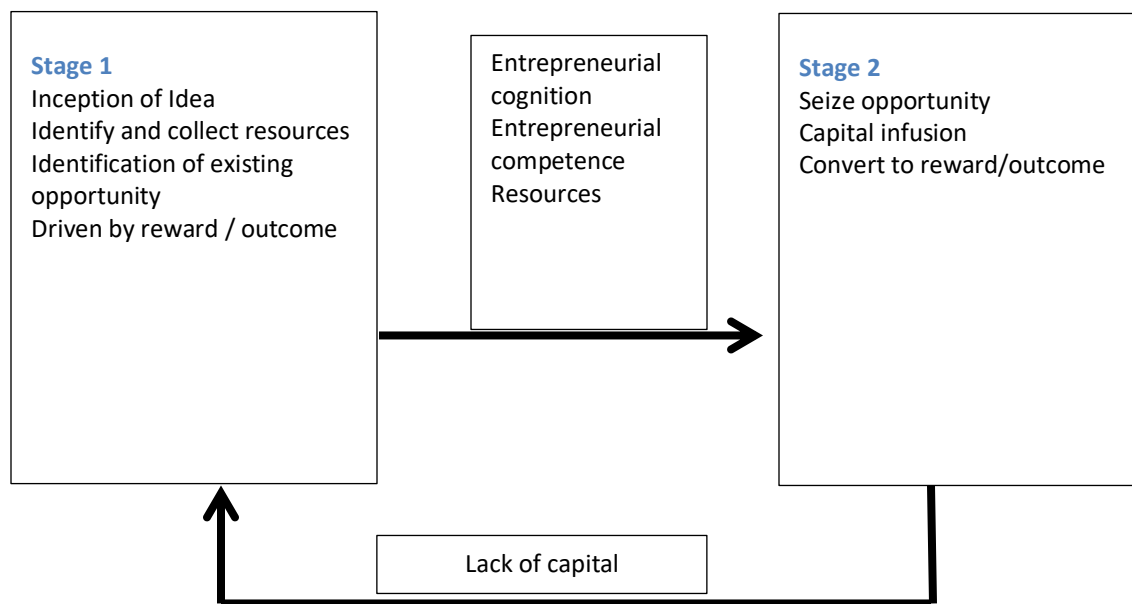 Stage 1
Inception of Idea
Identify and collect resources
Identification of existing
opportunity
Driven by reward / outcome
Entrepreneurial
cognition
Entrepreneurial
competence
Resources
Stage 2
Seize opportunity
Capital infusion
Convert to reward/outcome
Lack of capital